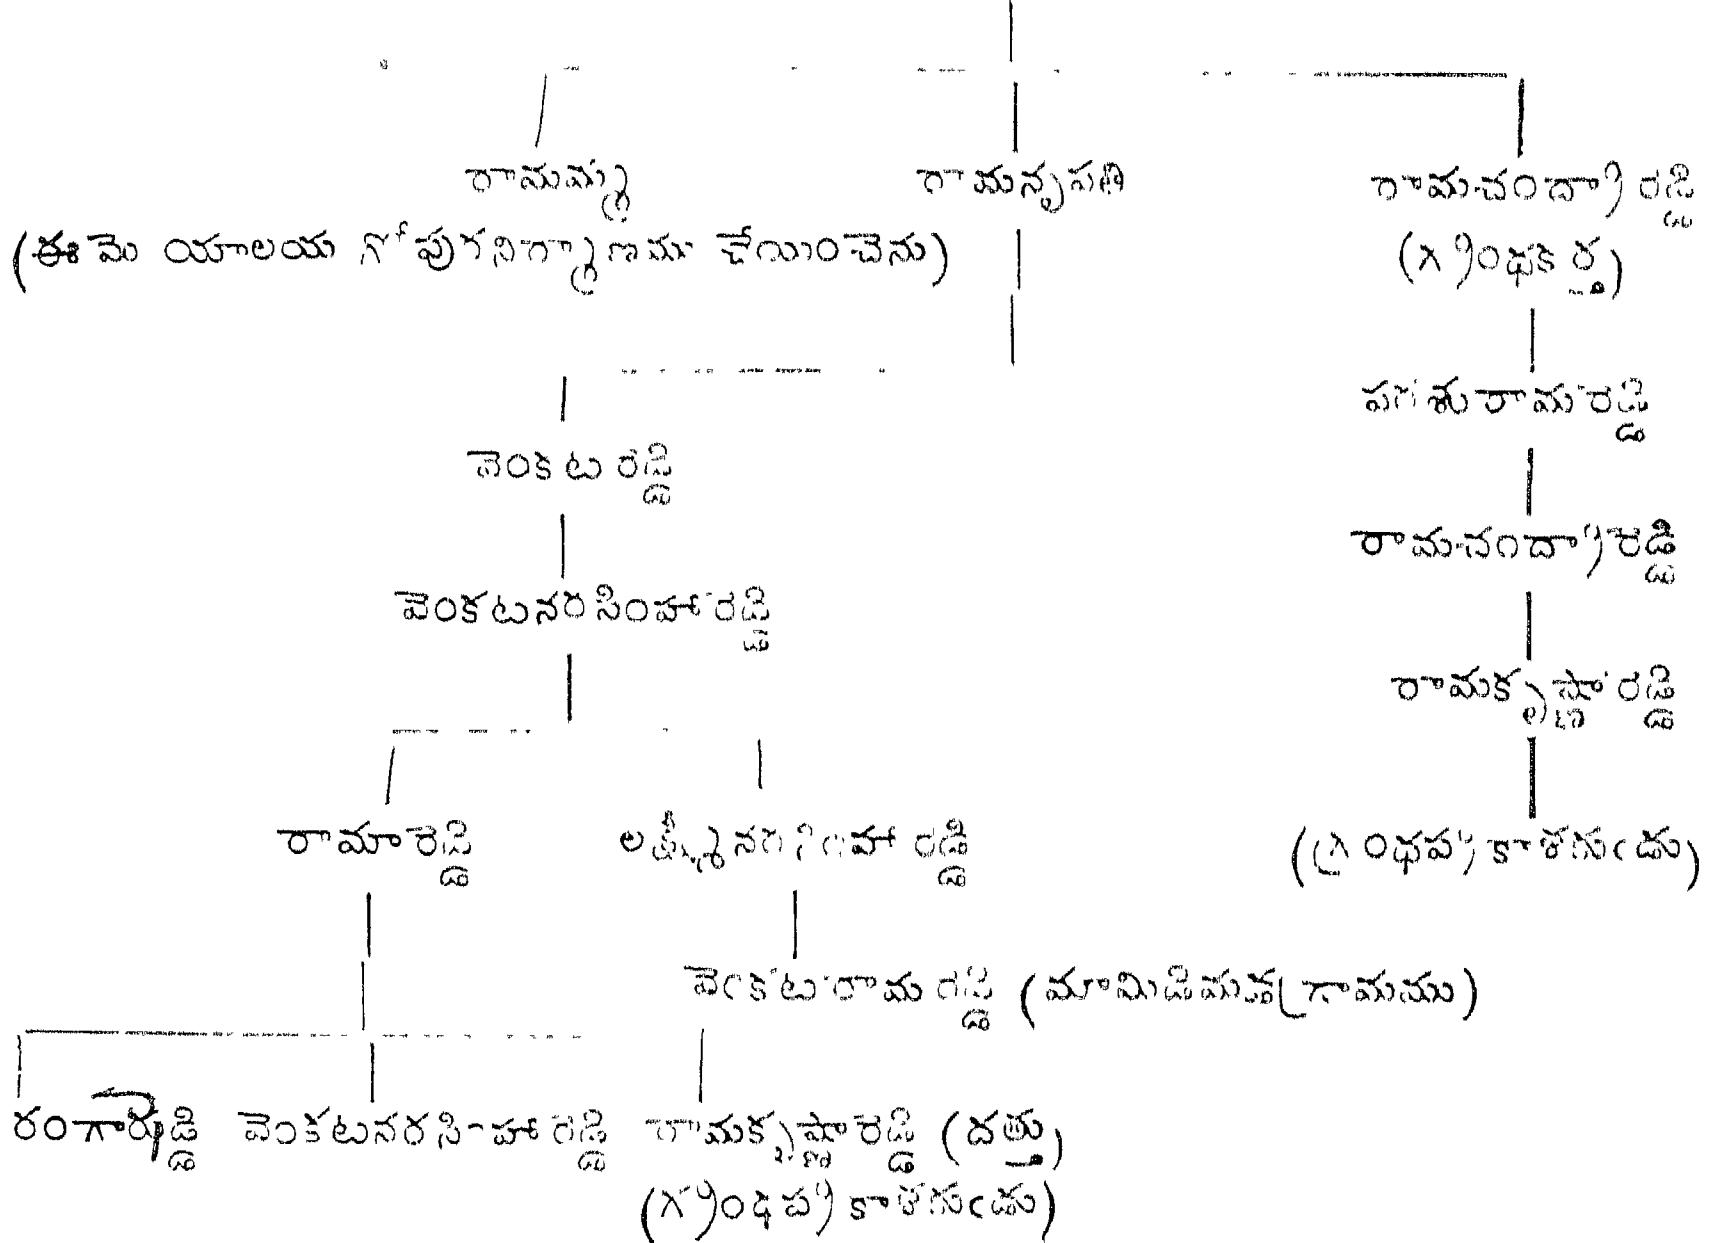 రామమ్మ రామనృపతి రామచంద్రారెడ్డి
(ఈమె యాలయ గోపురనిర్మాణము చేయించెను) (గ్రంథకర్త)
పరశురామరెడ్డి
వెంకటరెడ్డి
రామచంద్రారెడ్డి
వెంకటనరసింహారెడ్డి
రామకృష్ణారెడ్డి
రామారెడ్డి లక్ష్మీనరసింహారెడ్డి (గ్రంథప్రకాశకుఁడు)
వెంకటరామరెడ్డి (మామిడిమఱ్ఱి గ్రామము)
రంగారెడ్డి వెంకటనరసింహారెడ్డి రామకృష్ణారెడ్డి (దత్తు)
(గ్రంథప్రకాశకుఁడు)